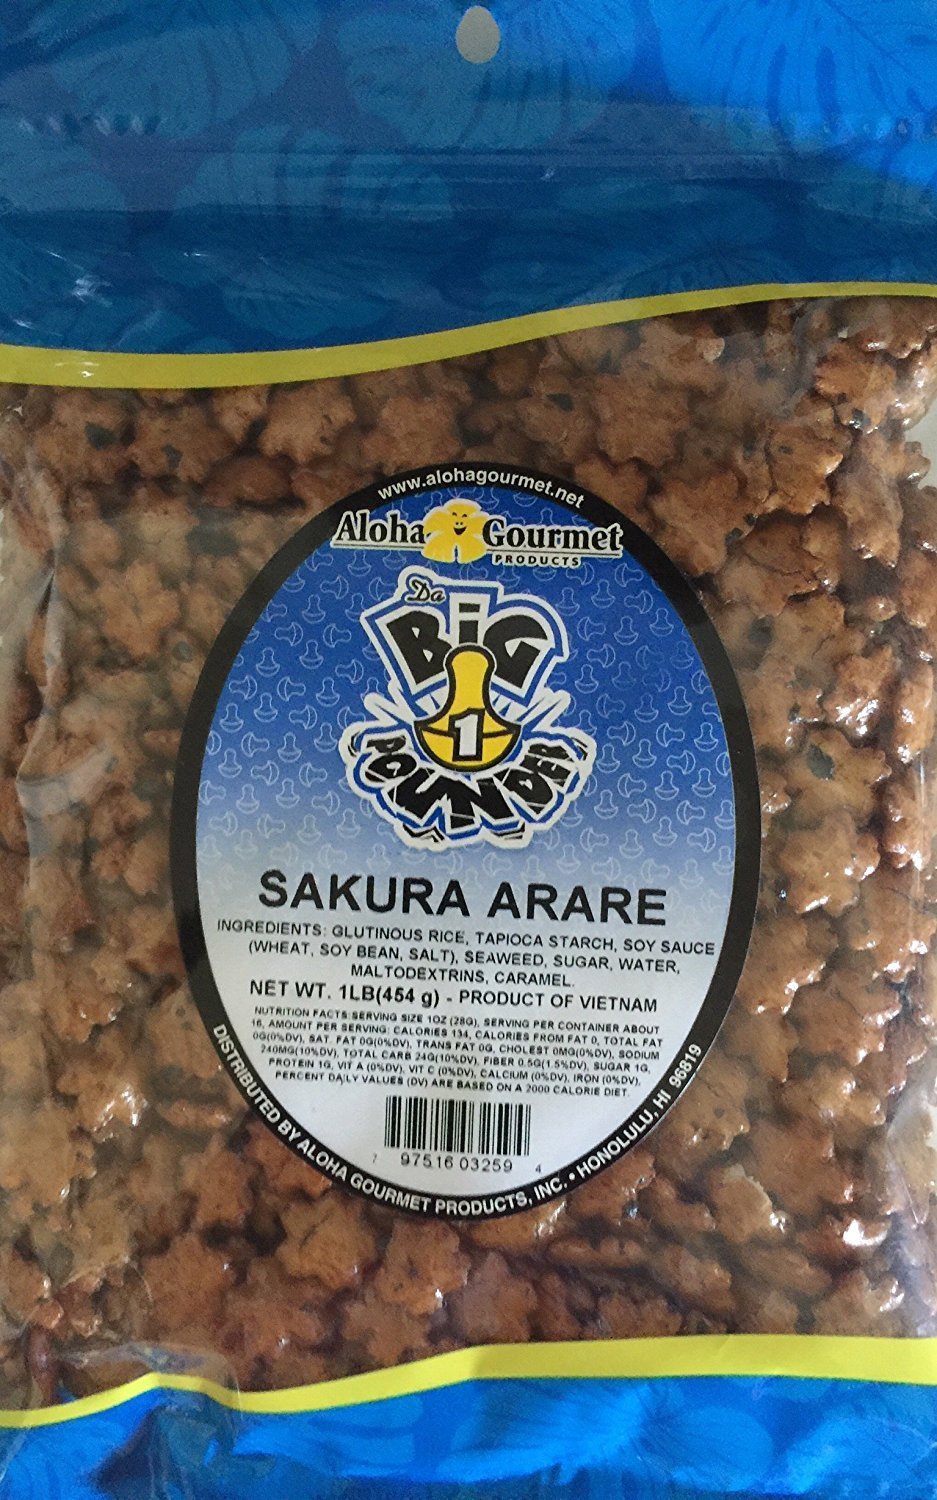 www.alohagourmet.net
Aloha Gourmet
PRODUCTS
Da
BiG
1
POUNDER
SAKURA ARARE
INGREDIENTS: GLUTINOUS RICE, TAPIOCA STARCH, SOY SAUCE
(WHEAT, SOY BEAN, SALT), SEAWEED, SUGAR, WATER,
MALTODEXTRINS, CARAMEL.
NET WT. 1LB(454 g) - PRODUCT OF VIETNAM
NUTRITION FACTS: SERVING SIZE 1OZ (28G), SERVING PER CONTAINER ABOUT
16, AMOUNT PER SERVING: CALORIES 134, CALORIES FROM FAT 0, TOTAL FAT
0G(0%DV), SAT. FAT 0G(0%DV), TRANS FAT 0G, CHOLEST 0MG(0%DV), SODIUM
240MG(10%DV), TOTAL CARB 24G(10%DV), FIBER 0.5G(1.5%DV), SUGAR 1G,
PROTEIN 1G, VIT A (0%DV), VIT C (0%DV), CALCIUM (0%DV), IRON (0%DV),
PERCENT DAILY VALUES (DV) ARE BASED ON A 2000 CALORIE DIET.
7 97516 03259 4
DISTRIBUTED BY ALOHA GOURMET PRODUCTS, INC. • HONOLULU, HI 96819